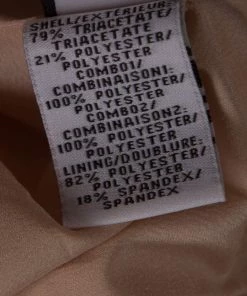 SHELL/EXTERIEUR:
79% TRIACETATE/
TRIACETATE
21% POLYESTER/
POLYESTER
COMBO1/
COMBINAISON1:
100% POLYESTER/
POLYESTER
COMBO2/
COMBINAISON2:
100% POLYESTER/
POLYESTER
LINING/DOUBLURE:
82% POLYESTER/
POLYESTER
18% SPANDEX/
SPANDEX